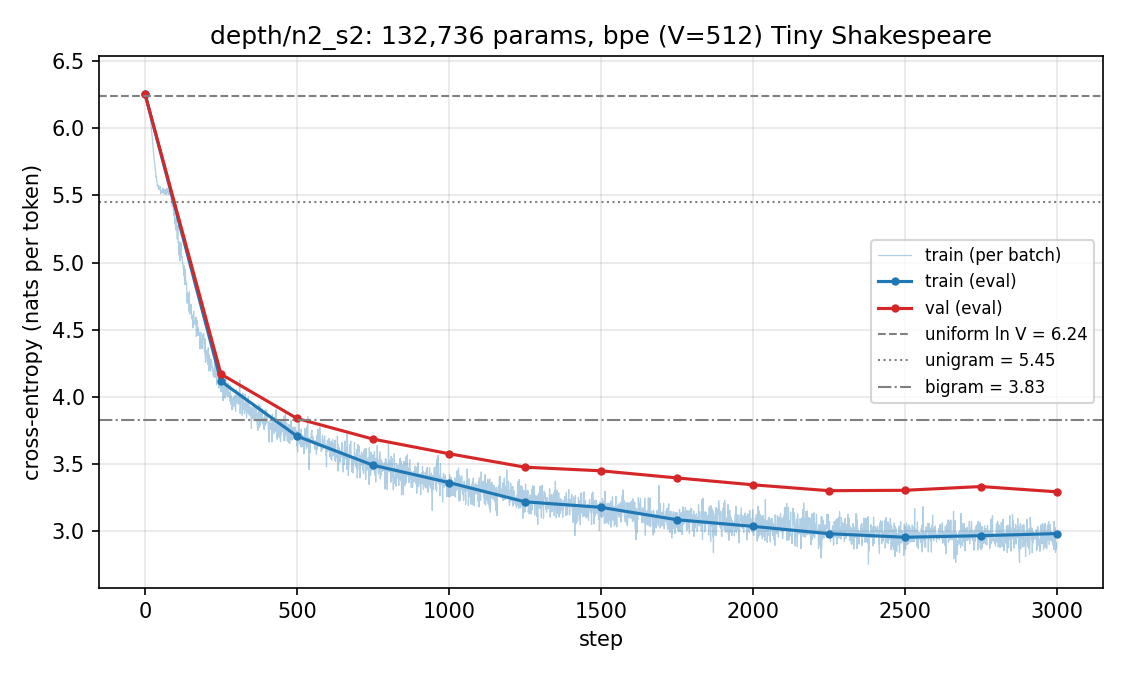 depth/n2_s2: 132,736 params, bpe (V=512) Tiny Shakespeare
cross-entropy (nats per token)
6.5
6.0
5.5
5.0
4.5
4.0
3.5
3.0
train (per batch)
train (eval)
val (eval)
uniform ln V = 6.24
unigram = 5.45
bigram = 3.83
0 500 1000 1500 2000 2500 3000
step